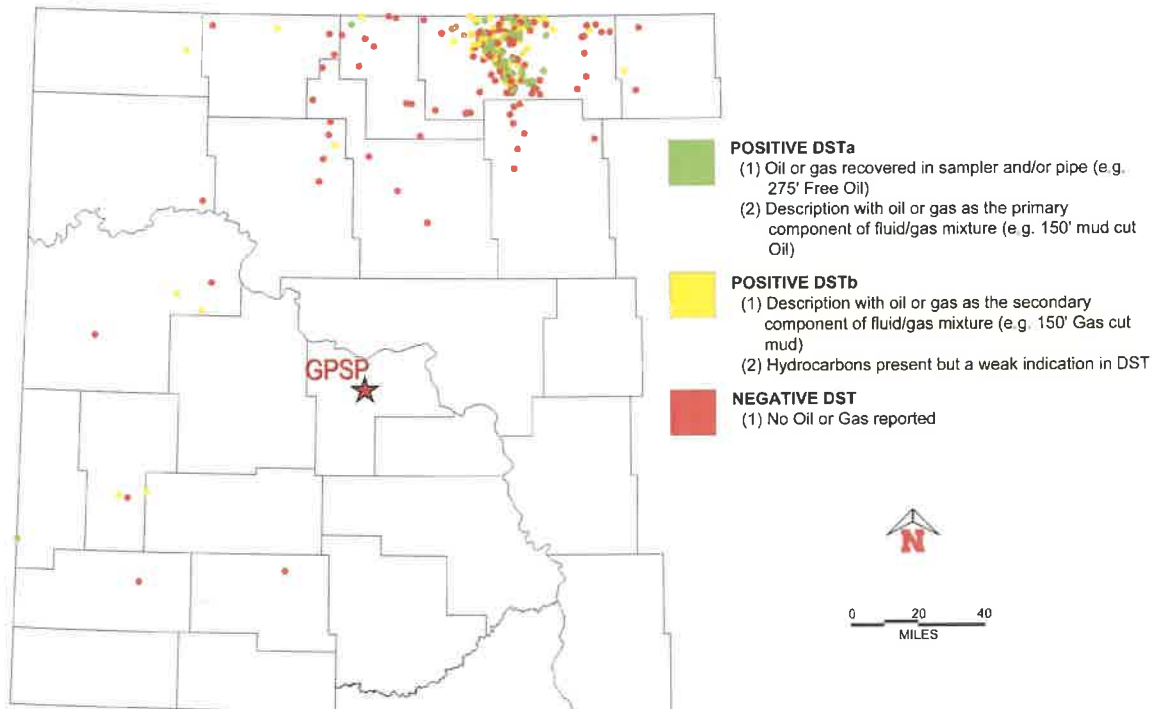 POSITIVE DSTa
(1) Oil or gas recovered in sampler and/or pipe (e.g.
275' Free Oil)
(2) Description with oil or gas as the primary
component of fluid/gas mixture (e.g. 150' mud cut
Oil)
POSITIVE DSTb
(1) Description with oil or gas as the secondary
component of fluid/gas mixture (e.g. 150' Gas cut
mud)
(2) Hydrocarbons present but a weak indication in DST
GPSP
NEGATIVE DST
(1) No Oil or Gas reported
N
0 20 40
MILES